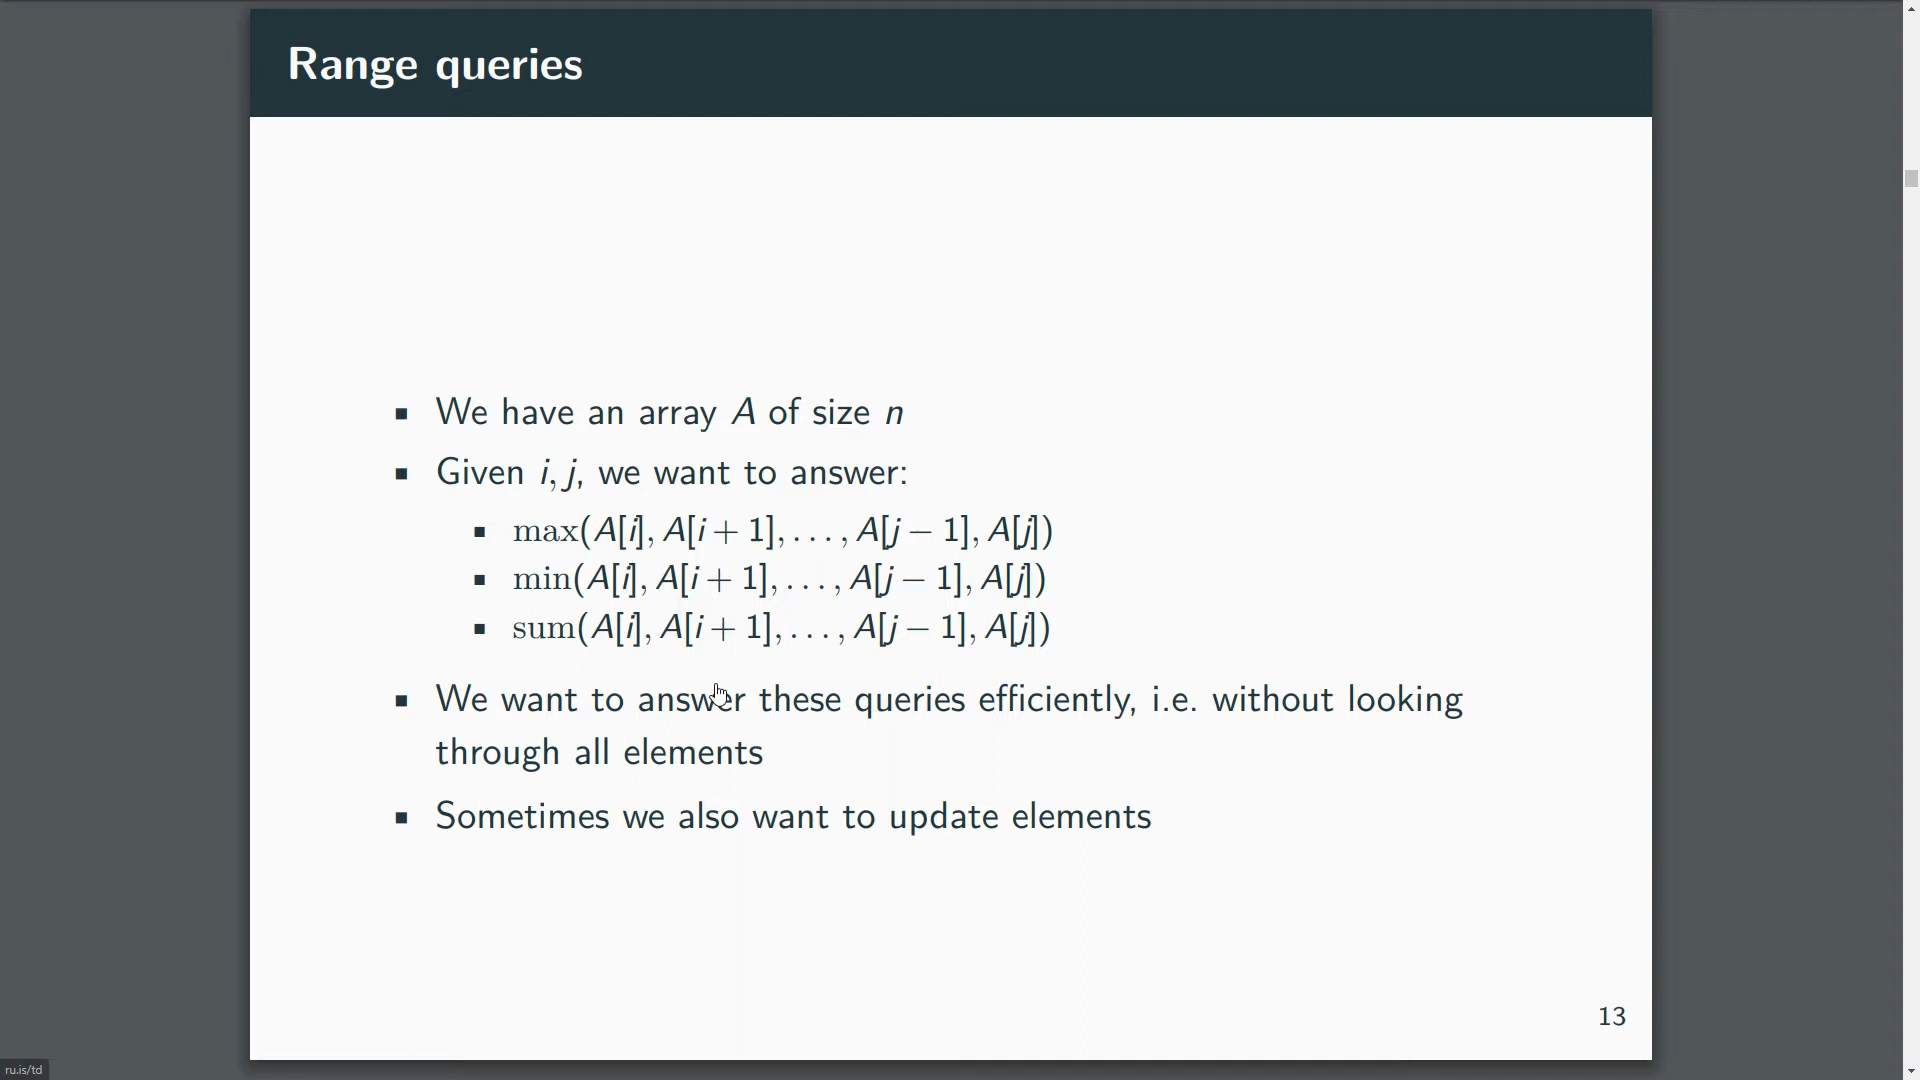 Range queries
▪ We have an array A of size n
▪ Given i, j, we want to answer:
▪ max(A[i], A[i + 1], . . . , A[j − 1], A[j])
▪ min(A[i], A[i + 1], . . . , A[j − 1], A[j])
▪ sum(A[i], A[i + 1], . . . , A[j − 1], A[j])
▪ We want to answer these queries efficiently, i.e. without looking
through all elements
▪ Sometimes we also want to update elements
13
ru.is/td